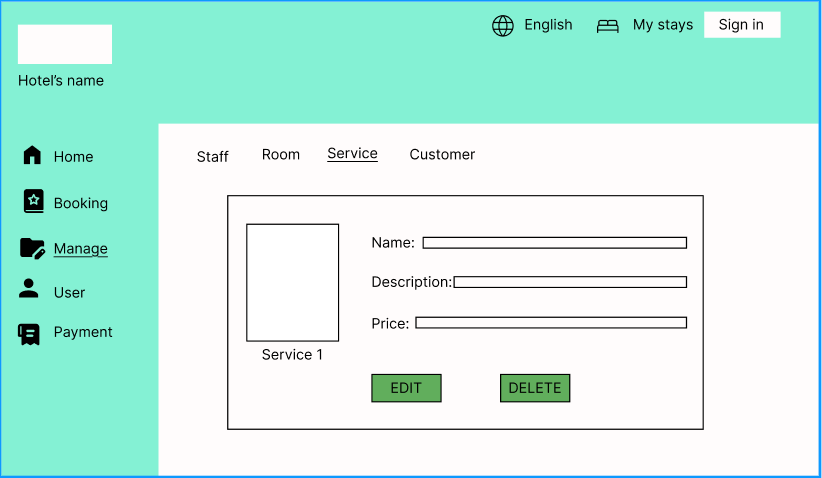 English
My stays
Sign in
Hotel's name
Home
Booking
Manage
User
Payment
Staff
Room
Service
Customer
Name:
Description:
Price:
Service 1
EDIT
DELETE